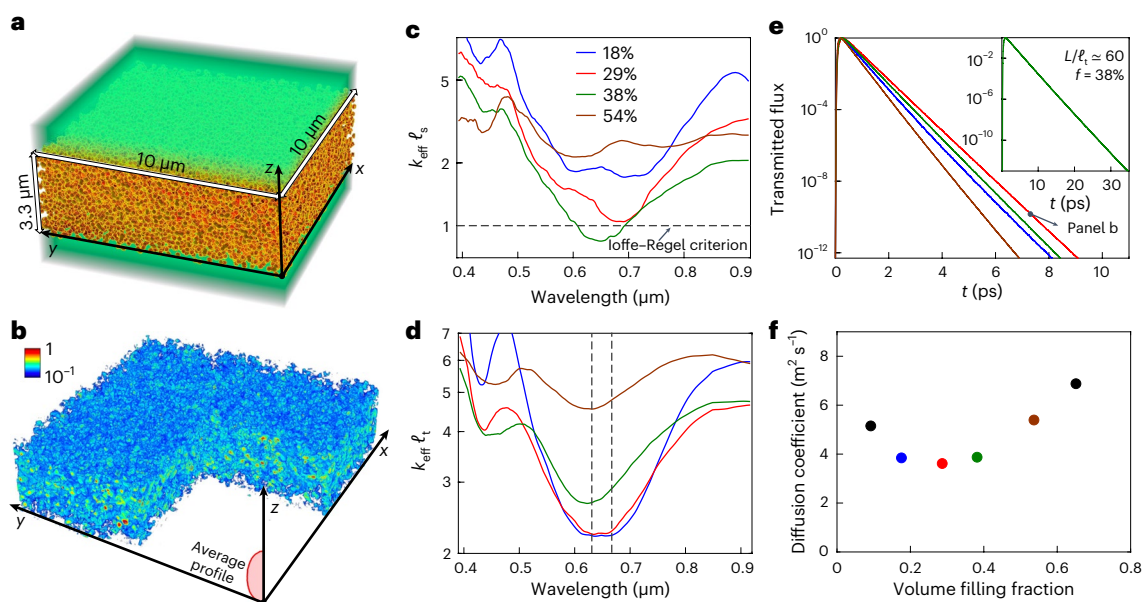 a
10 µm
10 µm
3.3 µm
z
x
y
b
1
10⁻¹
x
y
z
Average
profile
c
18%
29%
38%
54%
5
2
1
k_eff ℓ_s
Ioffe–Regel criterion
0.4 0.5 0.6 0.7 0.8 0.9
Wavelength (µm)
d
7
6
5
4
3
2
k_eff ℓ_t
0.4 0.5 0.6 0.7 0.8 0.9
Wavelength (µm)
e
10⁰
10⁻⁴
10⁻⁸
10⁻¹²
Transmitted flux
10⁻²
10⁻⁶
10⁻¹⁰
L/ℓ_t ≃ 60
f = 38%
10 20 30
t (ps)
Panel b
0 2 4 6 8 10
t (ps)
f
8
6
4
2
0
Diffusion coefficient (m² s⁻¹)
0 0.2 0.4 0.6 0.8
Volume filling fraction